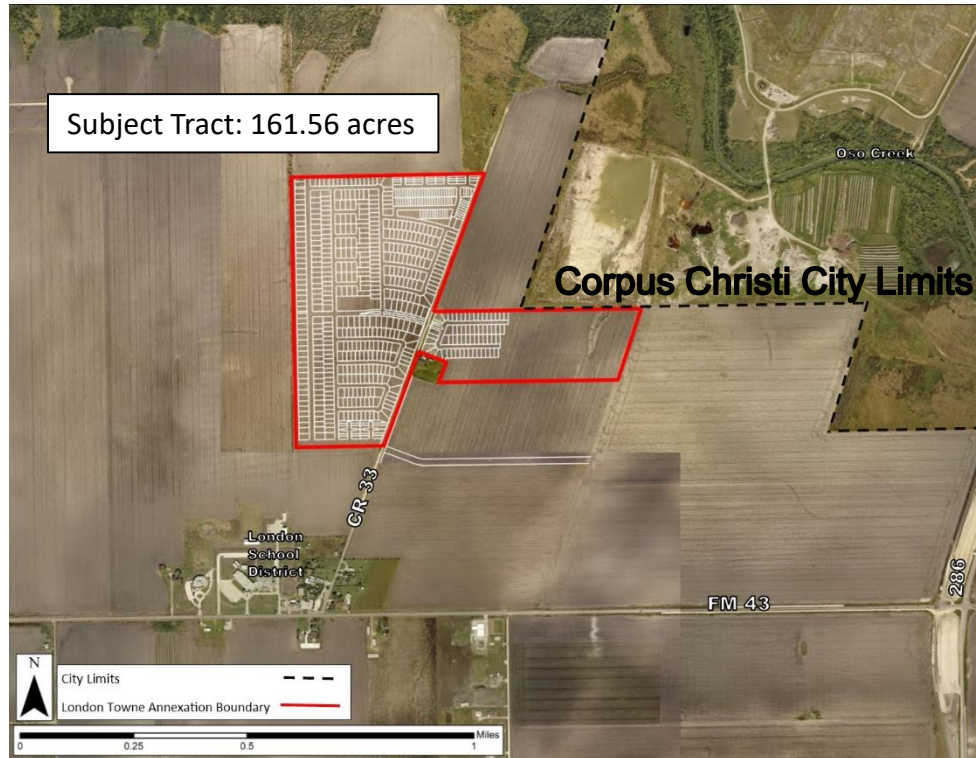 Subject Tract: 161.56 acres
Oso Creek
Corpus Christi City Limits
CR 33
London
School
District
FM 43
286
N
City Limits
London Towne Annexation Boundary
Miles
0 0.25 0.5 1